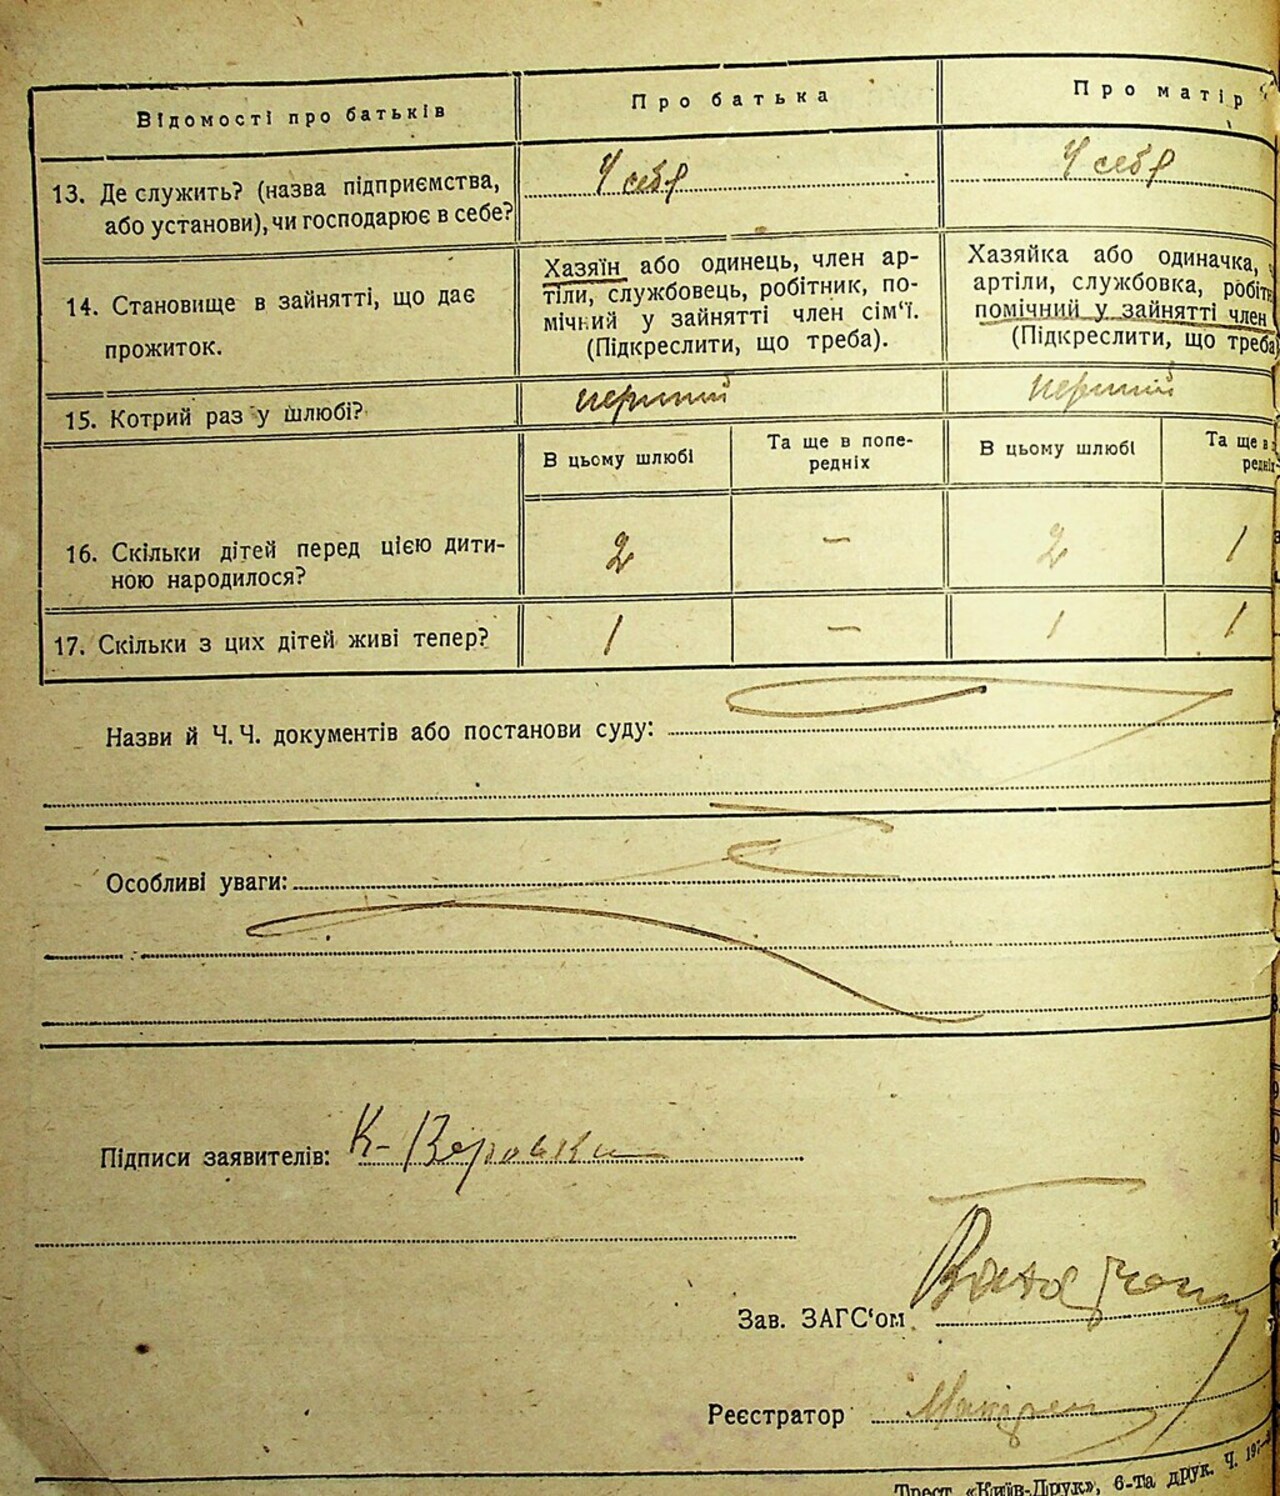 Відомості про батьків
Про батька
Про матір
13. Де служить? (назва підприємства,
або установи), чи господарює в себе?
У себе
У себе
14. Становище в зайнятті, що дає
прожиток.
Хазяїн або одинець, член ар-
тілі, службовець, робітник, по-
мічний у зайнятті член сім'ї.
(Підкреслити, що треба).
Хазяйка або одиначка,
артіли, службовка,
помічний у зайнятті член
(Підкреслити, що треба
15. Котрий раз у шлюбі?
перший
перший
В цьому шлюбі
Та ще в попе-
редніх
В цьому шлюбі
Та ще в
16. Скільки дітей перед цією дити-
ною народилося?
2
—
2
1
17. Скільки з цих дітей живі тепер?
1
—
1
1
Назви й Ч. Ч. документів або постанови суду:
Особливі уваги:
Підписи заявителів: К-
Зав. ЗАГС'ом
Реєстратор
Трест «Київ-Друк», 6-та друк. Ч. 197